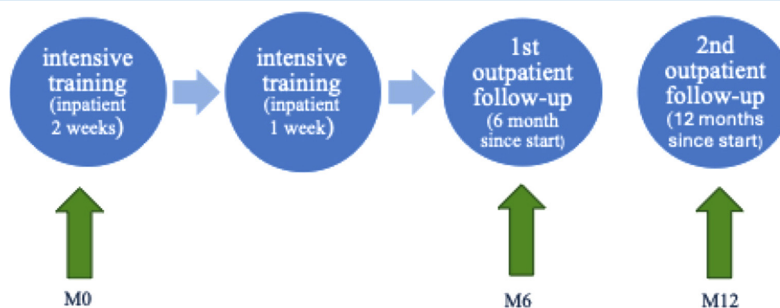 intensive
training
(inpatient
2 weeks)
intensive
training
(inpatient
1 week)
1st
outpatient
follow-up
(6 month
since start)
2nd
outpatient
follow-up
(12 months
since start)
M0
M6
M12